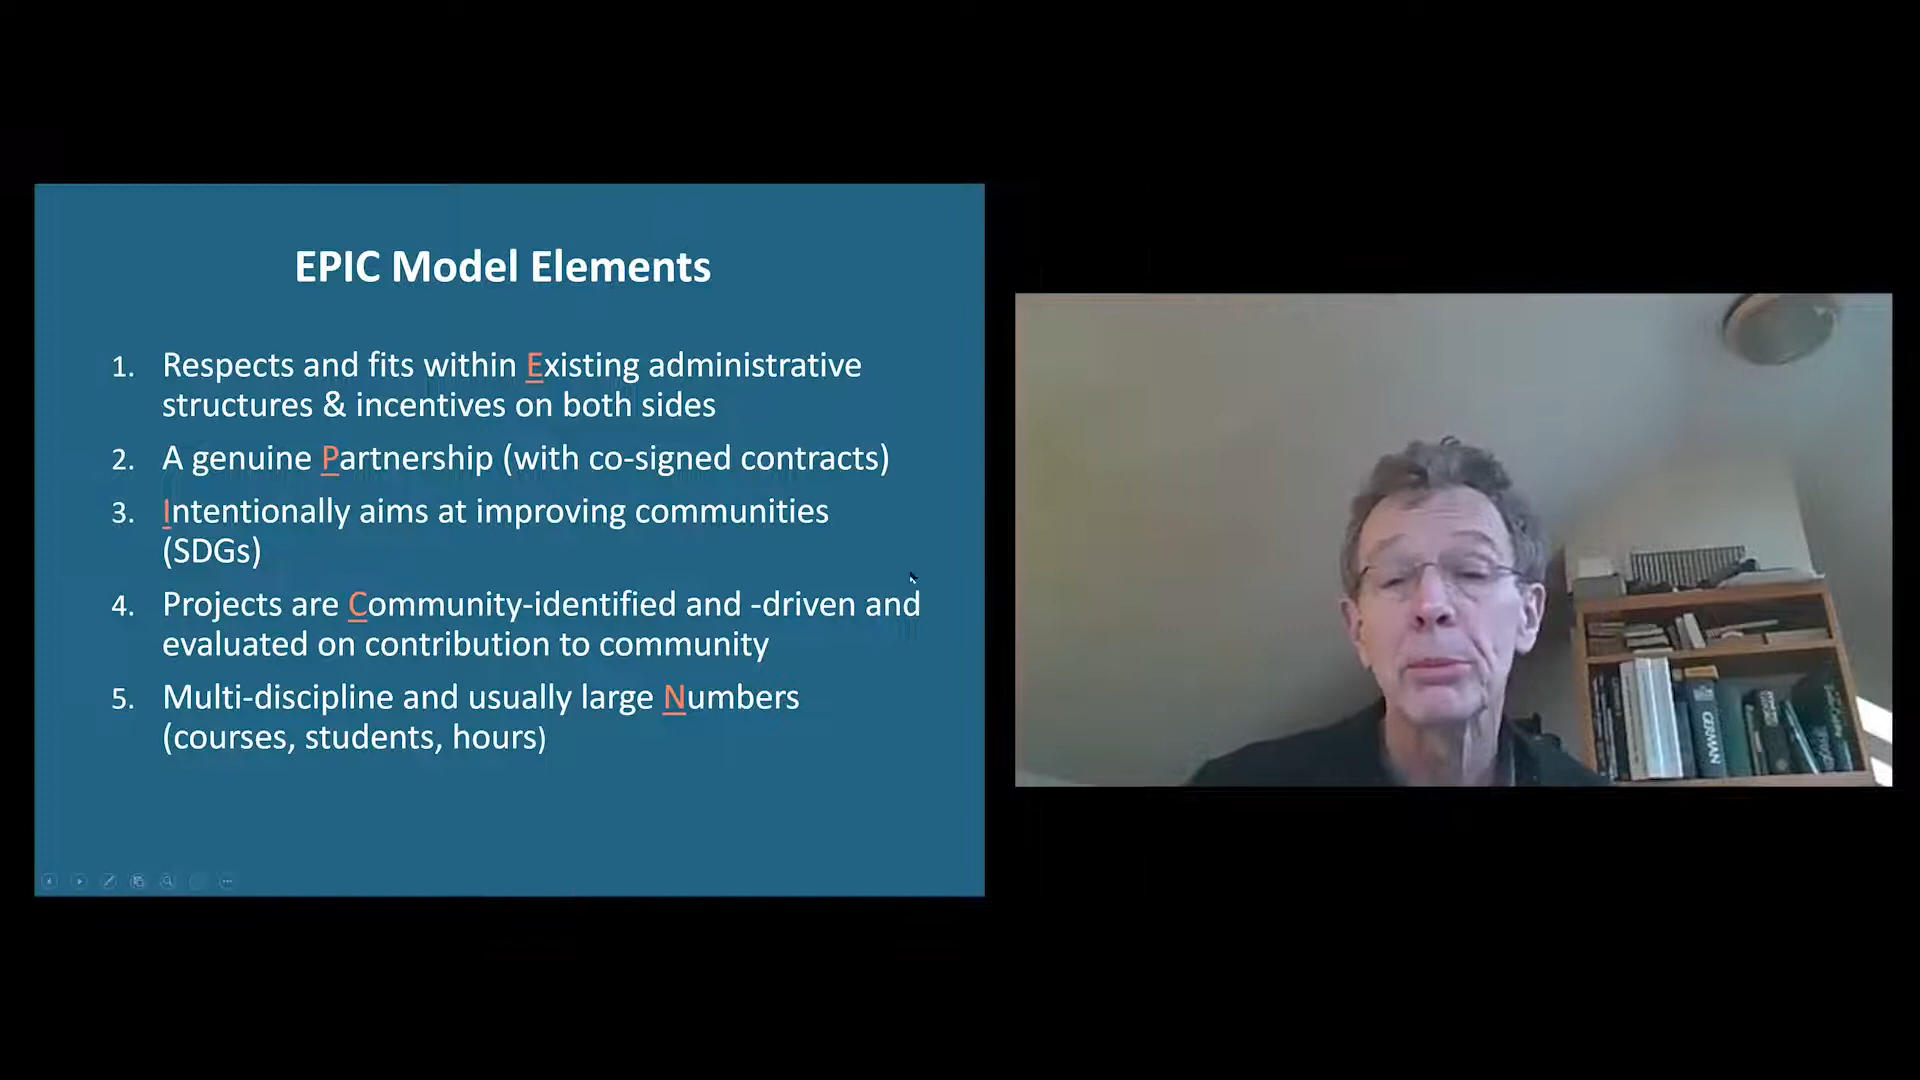 EPIC Model Elements
1. Respects and fits within Existing administrative
structures & incentives on both sides
2. A genuine Partnership (with co-signed contracts)
3. Intentionally aims at improving communities
(SDGs)
4. Projects are Community-identified and -driven and
evaluated on contribution to community
5. Multi-discipline and usually large Numbers
(courses, students, hours)
GERMAN